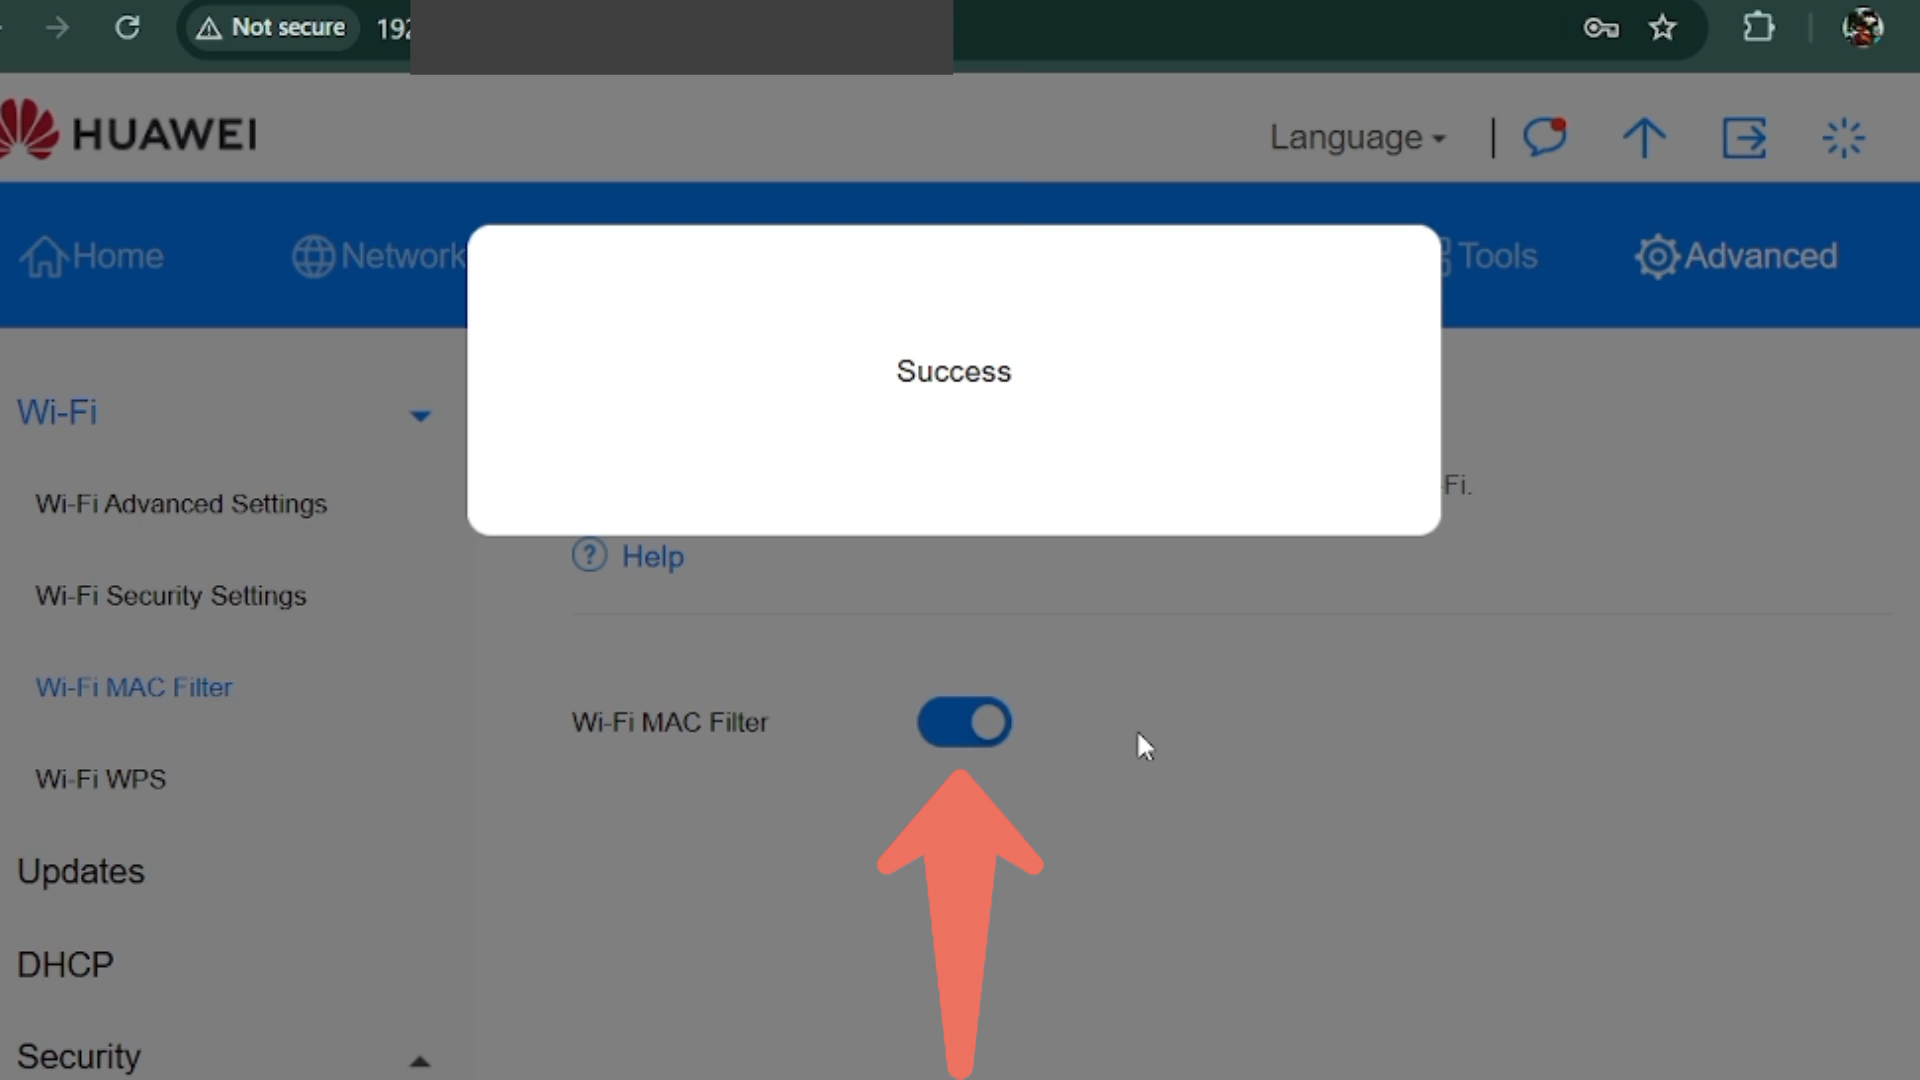 Not secure 192
HUAWEI
Language
Home
Network
Tools
Advanced
Success
Wi-Fi
Wi-Fi Advanced Settings
-Fi.
? Help
Wi-Fi Security Settings
Wi-Fi MAC Filter
Wi-Fi MAC Filter
Wi-Fi WPS
Updates
DHCP
Security